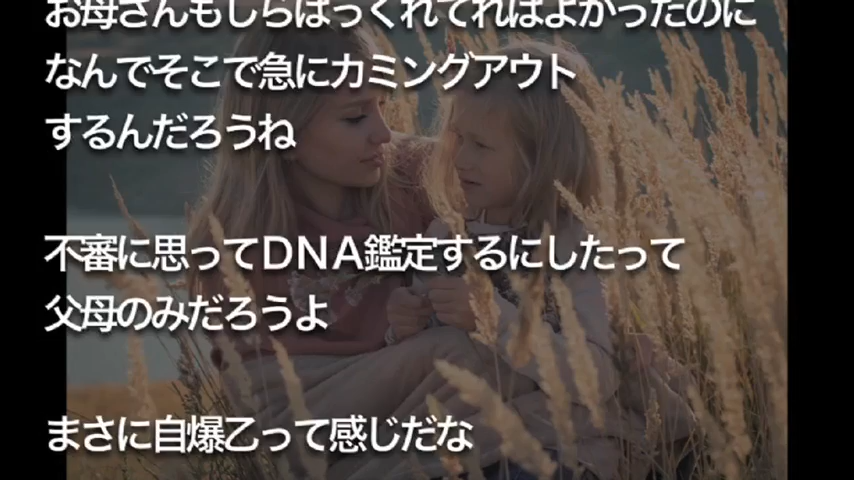 お母さんもしらばっくれてればよかったのに
なんでそこで急にカミングアウト
するんだろうね
不審に思ってＤＮＡ鑑定するにしたって
父母のみだろうよ
まさに自爆乙って感じだな